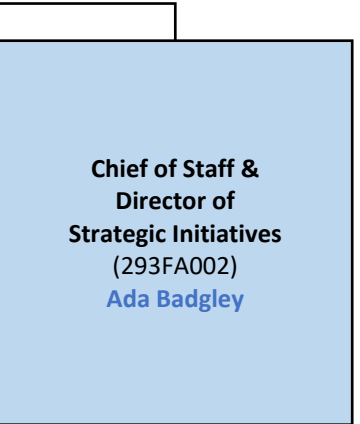 Chief of Staff &
Director of
Strategic Initiatives
(293FA002)
Ada Badgley